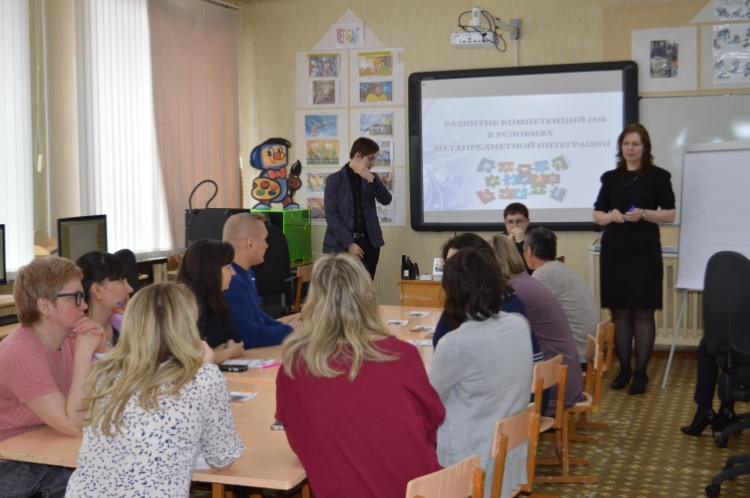 РАЗВИТИЕ КОМПЕТЕНЦИЙ 2030
В УСЛОВИЯХ
МЕТАПРЕДМЕТНОЙ ИНТЕГРАЦИИ